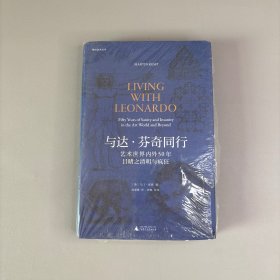 MARTIN KEMP
LIVING
WITH
LEONARDO
Fifty Years of Sanity and Insanity
in the Art World and Beyond
与达·芬奇同行
艺术世界内外50年
目睹之清明与疯狂